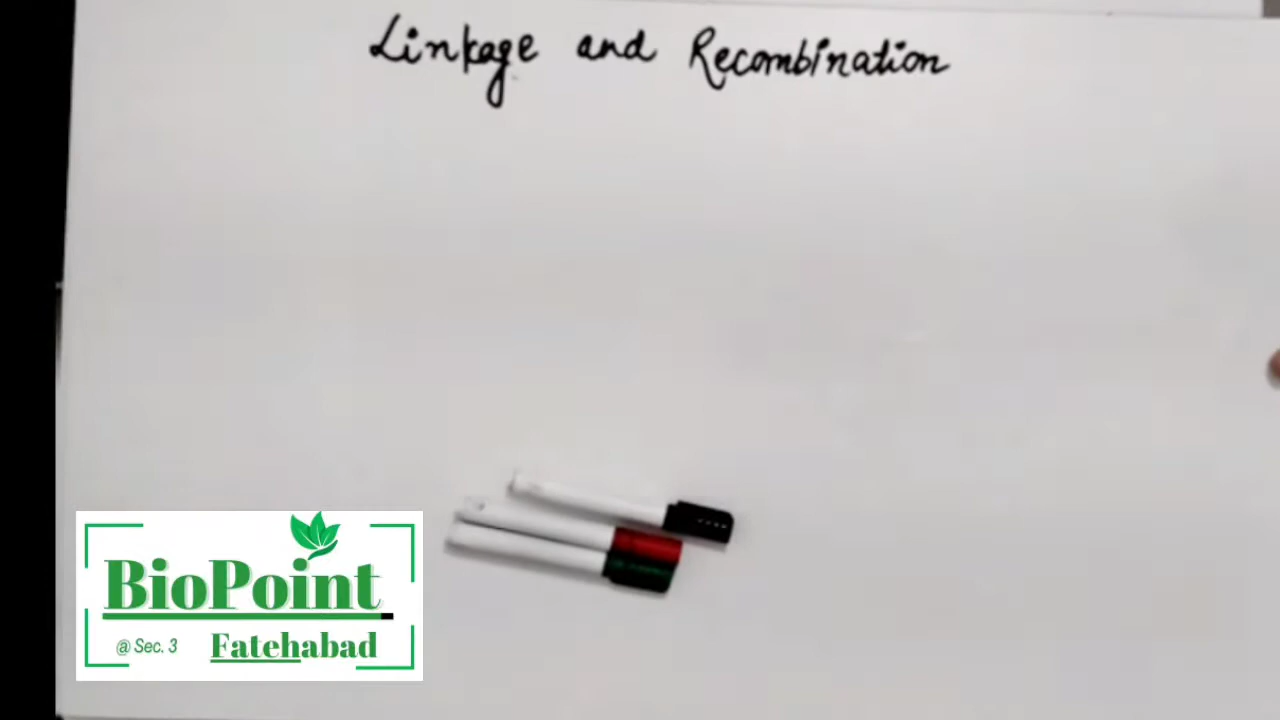 Linkage and Recombination
BioPoint
@ Sec. 3 Fatehabad